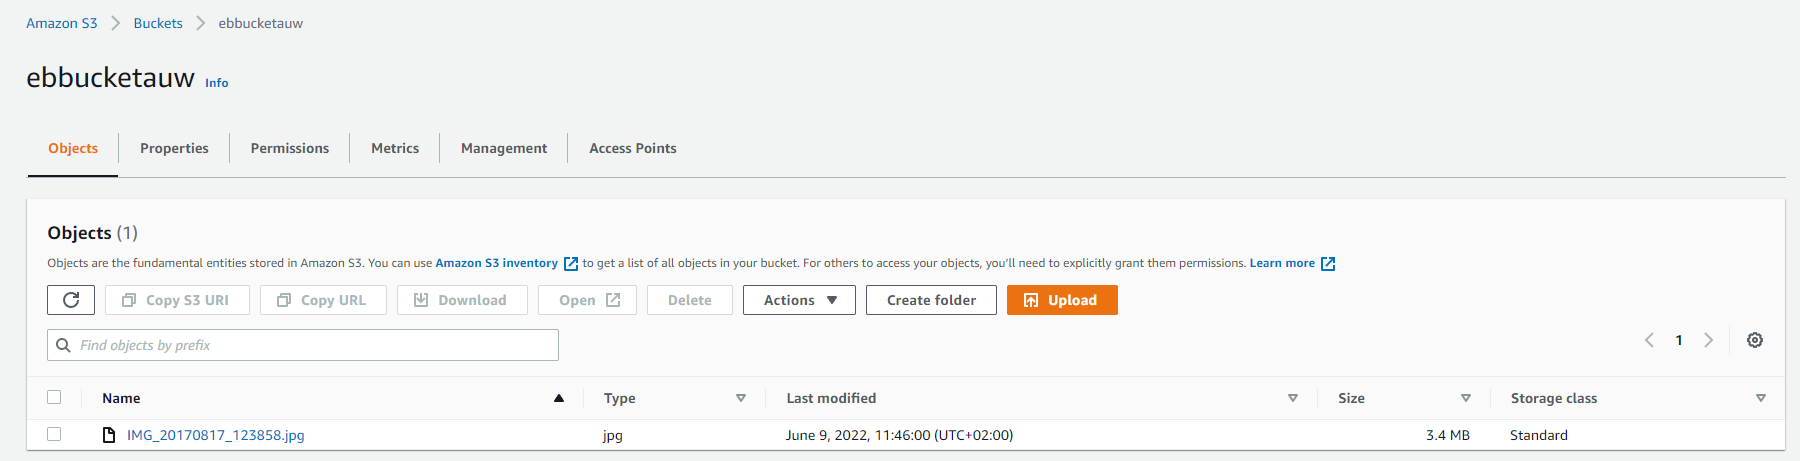 Amazon S3 > Buckets > ebbucketauw
ebbucketauw Info
Objects Properties Permissions Metrics Management Access Points
Objects (1)
Objects are the fundamental entities stored in Amazon S3. You can use Amazon S3 inventory to get a list of all objects in your bucket. For others to access your objects, you'll need to explicitly grant them permissions. Learn more
Copy S3 URI Copy URL Download Open Delete Actions Create folder Upload
Find objects by prefix 1
Name Type Last modified Size Storage class
IMG_20170817_123858.jpg jpg June 9, 2022, 11:46:00 (UTC+02:00) 3.4 MB Standard